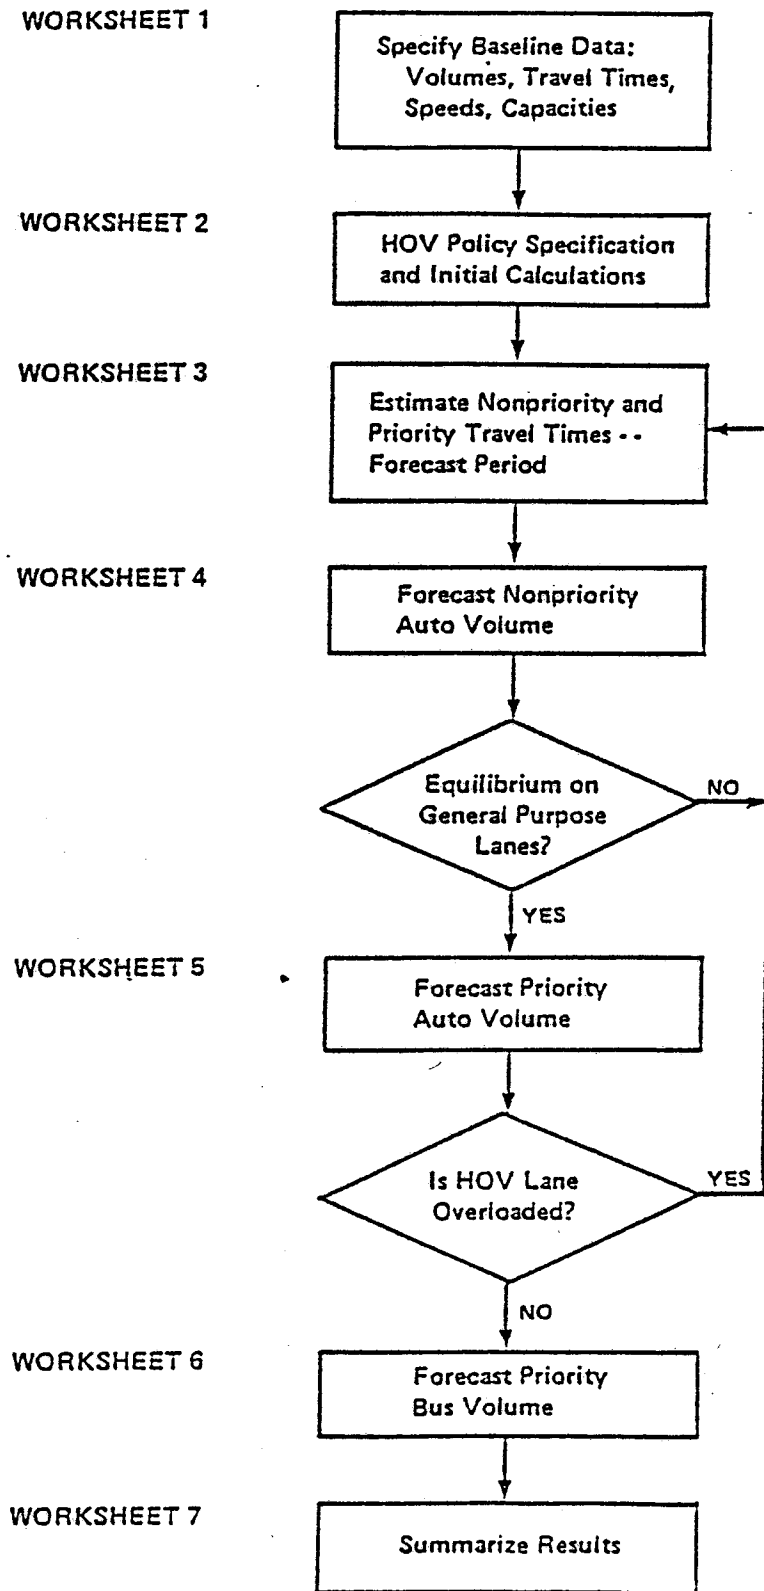 WORKSHEET 1
Specify Baseline Data:
Volumes, Travel Times,
Speeds, Capacities
WORKSHEET 2
HOV Policy Specification
and Initial Calculations
WORKSHEET 3
Estimate Nonpriority and
Priority Travel Times --
Forecast Period
WORKSHEET 4
Forecast Nonpriority
Auto Volume
Equilibrium on
General Purpose
Lanes?
NO
YES
WORKSHEET 5
Forecast Priority
Auto Volume
Is HOV Lane
Overloaded?
YES
NO
WORKSHEET 6
Forecast Priority
Bus Volume
WORKSHEET 7
Summarize Results